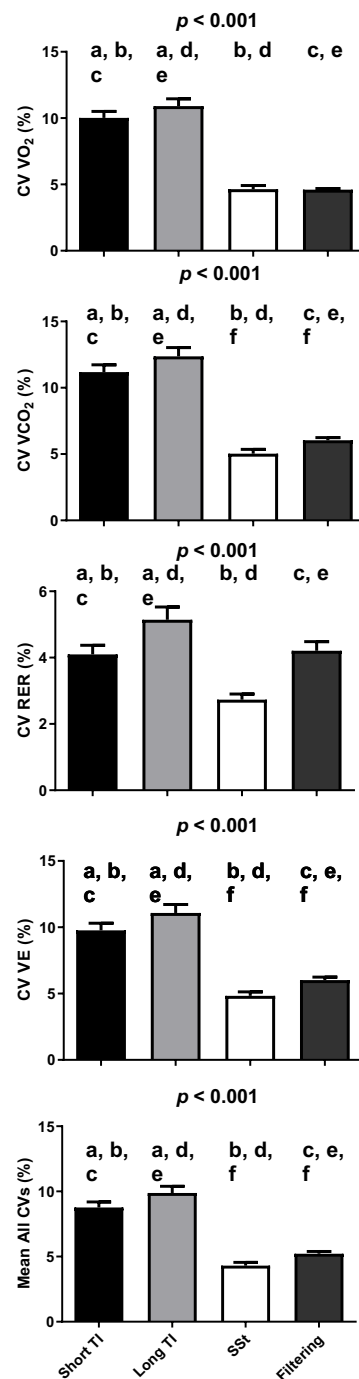 p < 0.001
a, b, a, d, b, d c, e
c e
15
10
5
0
CV VO₂ (%)
p < 0.001
a, b, a, d, b, d, c, e,
c e f f
15
10
5
0
CV VCO₂ (%)
p < 0.001
a, b, a, d, b, d c, e
c e
6
4
2
0
CV RER (%)
p < 0.001
a, b, a, d, b, d, c, e,
c e f f
15
10
5
0
CV VE (%)
p < 0.001
a, b, a, d, b, d, c, e,
c e f f
15
10
5
0
Mean All CVs (%)
Short TI
Long TI
SSt
Filtering